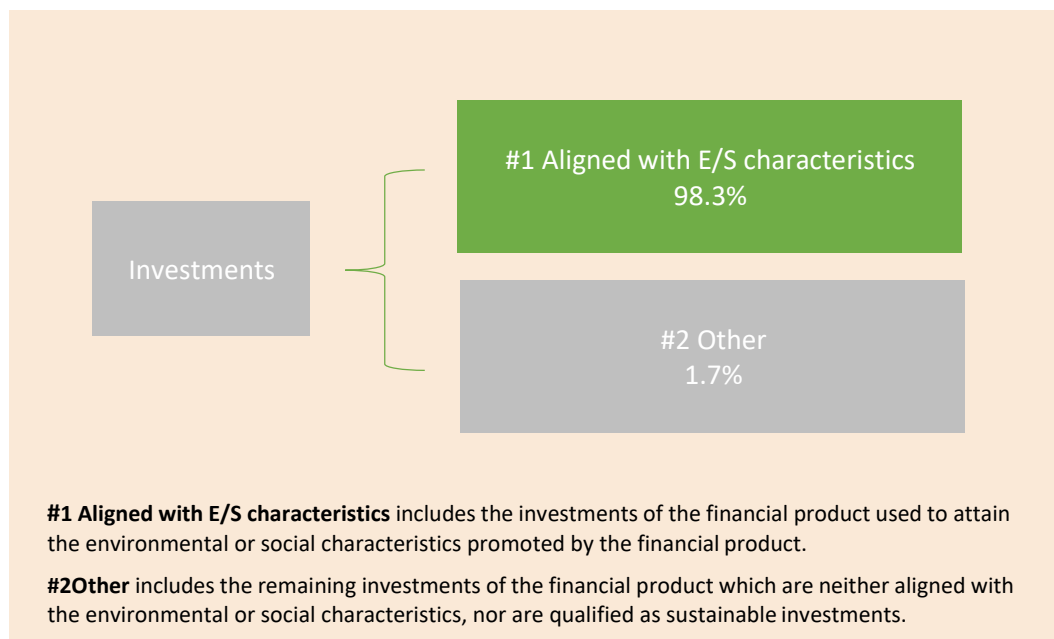 #1 Aligned with E/S characteristics
98.3%
Investments
#2 Other
1.7%
#1 Aligned with E/S characteristics includes the investments of the financial product used to attain
the environmental or social characteristics promoted by the financial product.
#2Other includes the remaining investments of the financial product which are neither aligned with
the environmental or social characteristics, nor are qualified as sustainable investments.